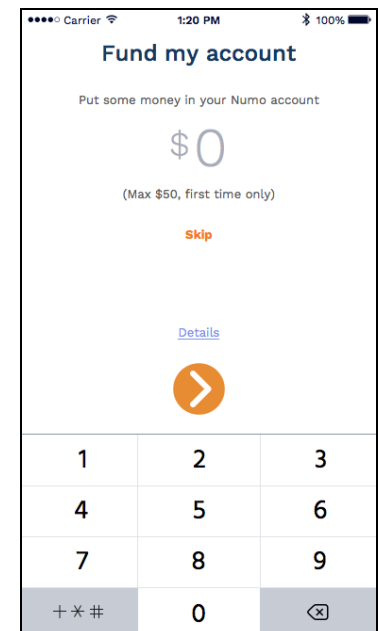 Carrier 1:20 PM 100%
Fund my account
Put some money in your Numo account
$0
(Max $50, first time only)
Skip
Details
1 2 3
4 5 6
7 8 9
+*# 0